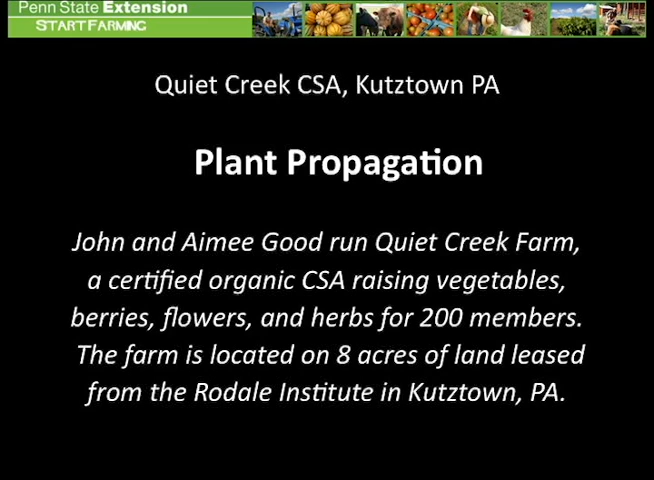 Penn State Extension
START FARMING
Quiet Creek CSA, Kutztown PA
Plant Propagation
John and Aimee Good run Quiet Creek Farm,
a certified organic CSA raising vegetables,
berries, flowers, and herbs for 200 members.
The farm is located on 8 acres of land leased
from the Rodale Institute in Kutztown, PA.